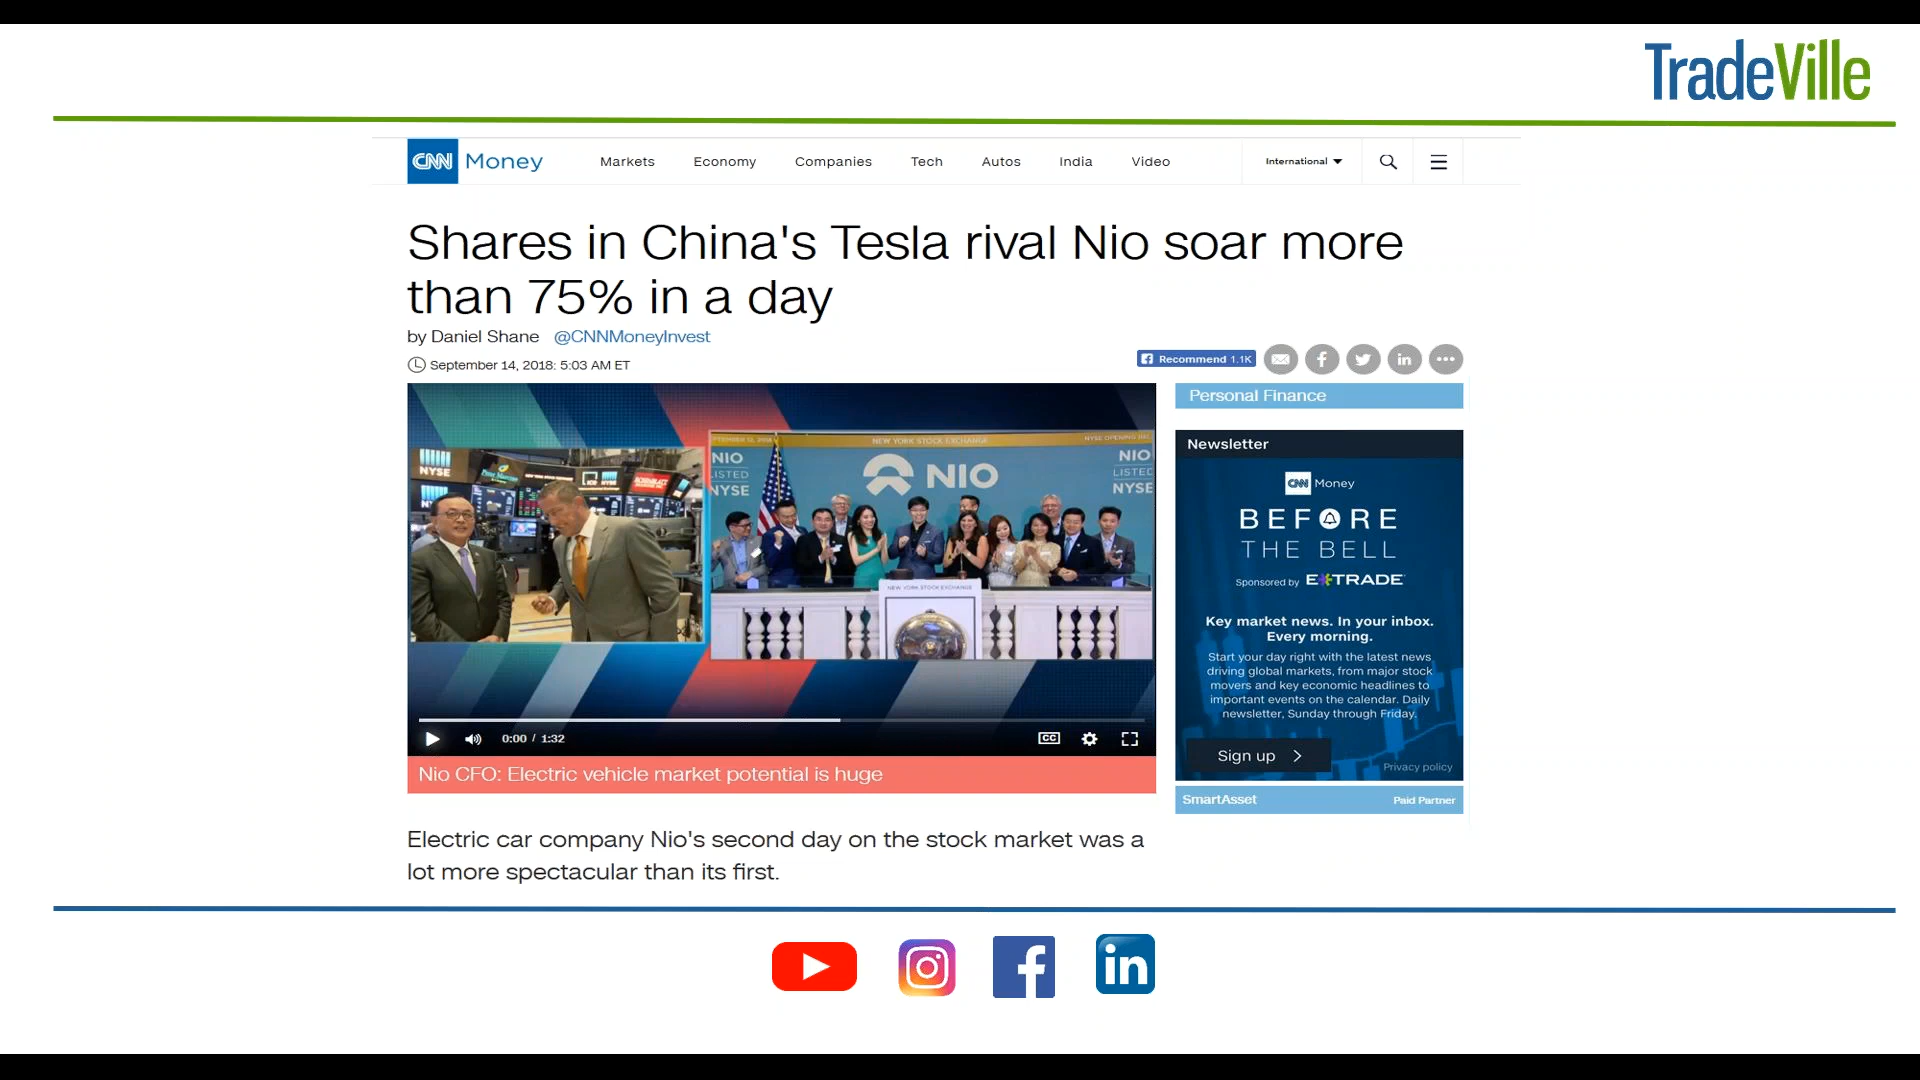 TradeVille
CNN Money
Markets Economy Companies Tech Autos India Video
International
Shares in China's Tesla rival Nio soar more
than 75% in a day
by Daniel Shane @CNNMoneyInvest
September 14, 2018: 5:03 AM ET
Recommend 1.1K
Personal Finance
NEW YORK STOCK EXCHANGE
NYSE
NIO
LISTED
NYSE
NIO
NIO
LISTED
NYSE
NEW YORK STOCK EXCHANGE
0:00 / 1:32
CC
Nio CFO: Electric vehicle market potential is huge
Newsletter
CNN Money
BEFORE
THE BELL
Sponsored by E*TRADE
Key market news. In your inbox.
Every morning.
Start your day right with the latest news
driving global markets, from major stock
movers and key economic headlines to
important events on the calendar. Daily
newsletter, Sunday through Friday.
Sign up
Privacy policy
SmartAsset Paid Partner
Electric car company Nio's second day on the stock market was a
lot more spectacular than its first.
in